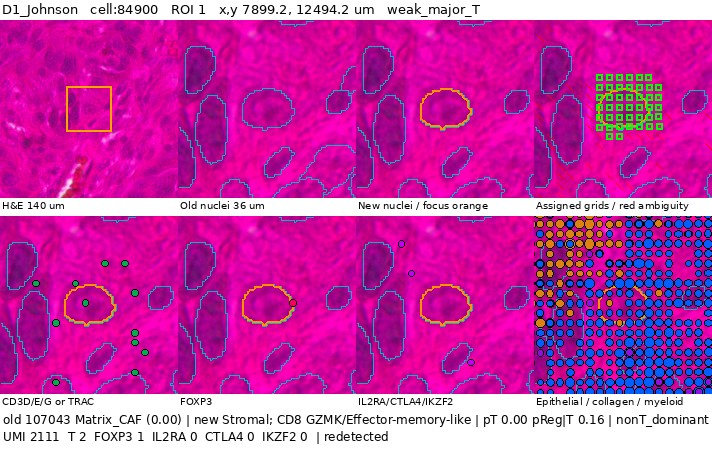 D1_Johnson   cell:84900   ROI 1   x,y 7899.2, 12494.2 um   weak_major_T
H&E 140 um
Old nuclei 36 um
New nuclei / focus orange
Assigned grids / red ambiguity
CD3D/E/G or TRAC
FOXP3
IL2RA/CTLA4/IKZF2
Epithelial / collagen / myeloid
old 107043 Matrix_CAF (0.00) | new Stromal; CD8 GZMK/Effector-memory-like | pT 0.00 pReg|T 0.16 | nonT_dominant
UMI 2111  T 2  FOXP3 1  IL2RA 0  CTLA4 0  IKZF2 0  | redetected